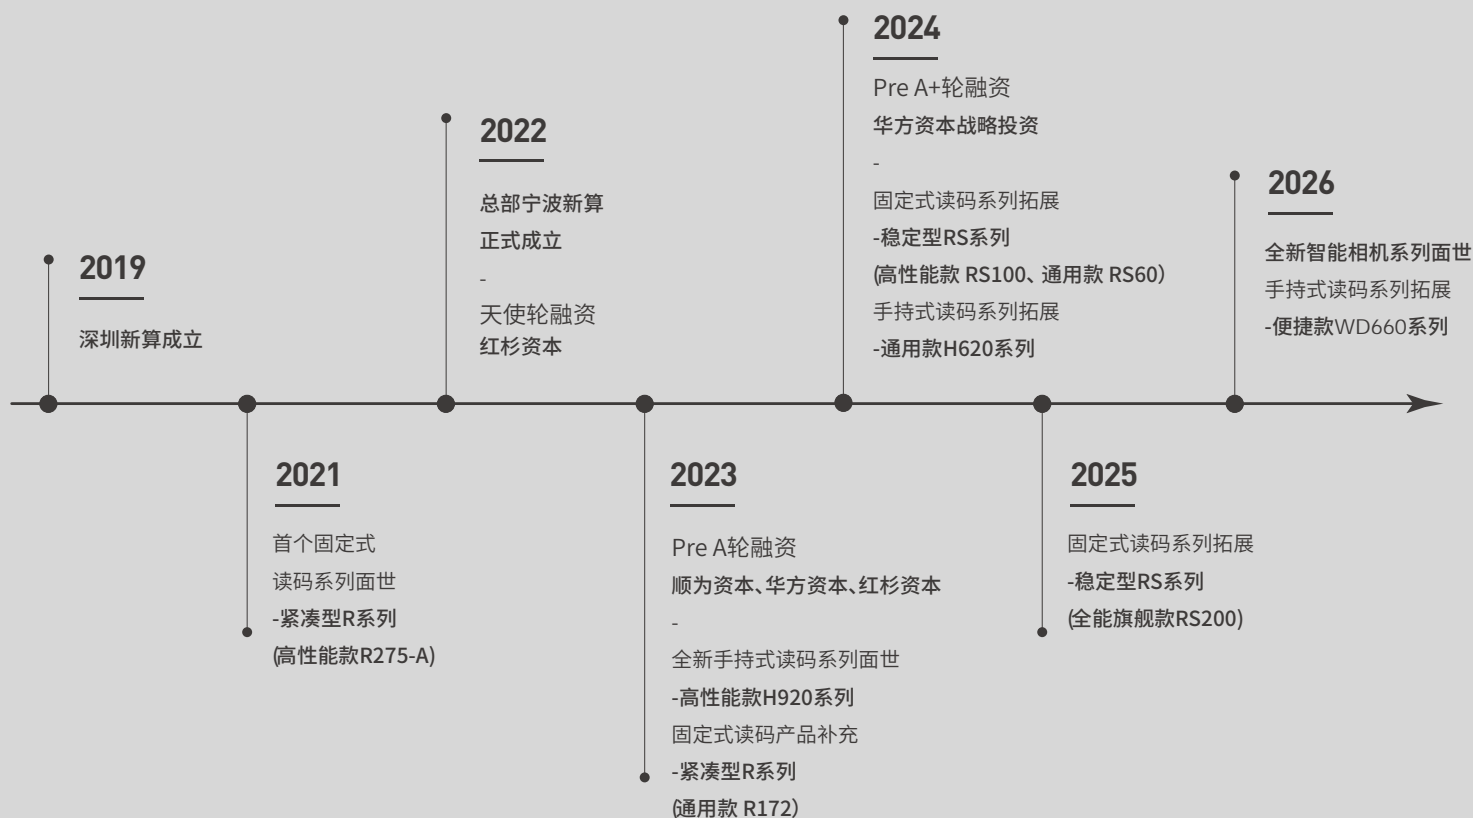 2019
深圳新算成立
2021
首个固定式
读码系列面世
-紧凑型R系列
(高性能款R275-A)
2022
总部宁波新算
正式成立
-
天使轮融资
红杉资本
2023
Pre A轮融资
顺为资本、华方资本、红杉资本
-
全新手持式读码系列面世
-高性能款H920系列
固定式读码产品补充
-紧凑型R系列
(通用款 R172）
2024
Pre A+轮融资
华方资本战略投资
-
固定式读码系列拓展
-稳定型RS系列
(高性能款 RS100、通用款 RS60）
手持式读码系列拓展
-通用款H620系列
2025
固定式读码系列拓展
-稳定型RS系列
(全能旗舰款RS200)
2026
全新智能相机系列面世
手持式读码系列拓展
-便捷款WD660系列